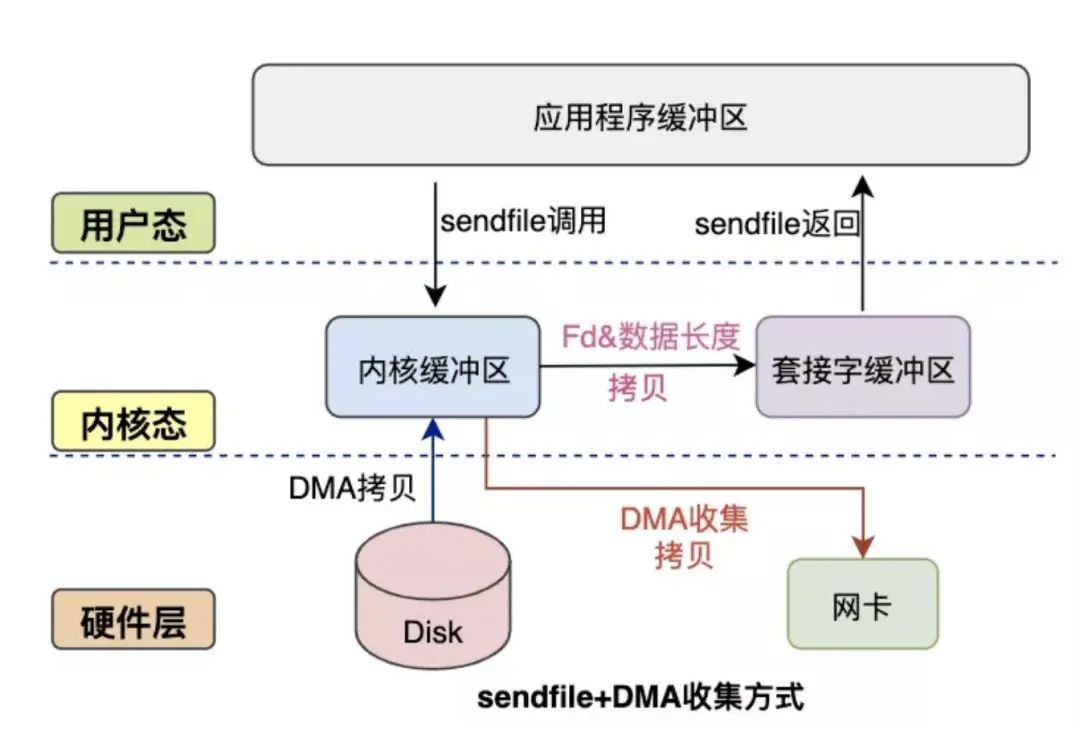 应用程序缓冲区
用户态
sendfile调用
sendfile返回
内核缓冲区
Fd&数据长度
拷贝
套接字缓冲区
内核态
DMA拷贝
DMA收集
拷贝
硬件层
Disk
网卡
sendfile+DMA收集方式